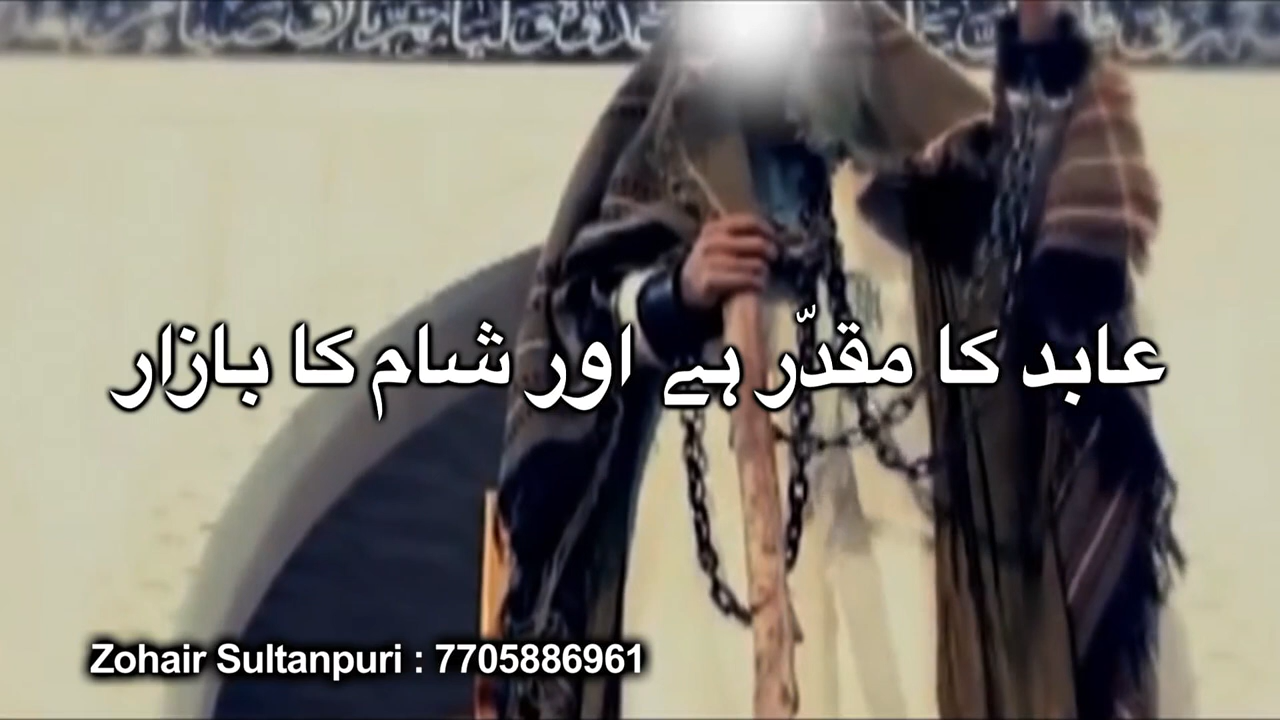 عابد کا مقدّر ہے اور شام کا بازار
Zohair Sultanpuri : 7705886961